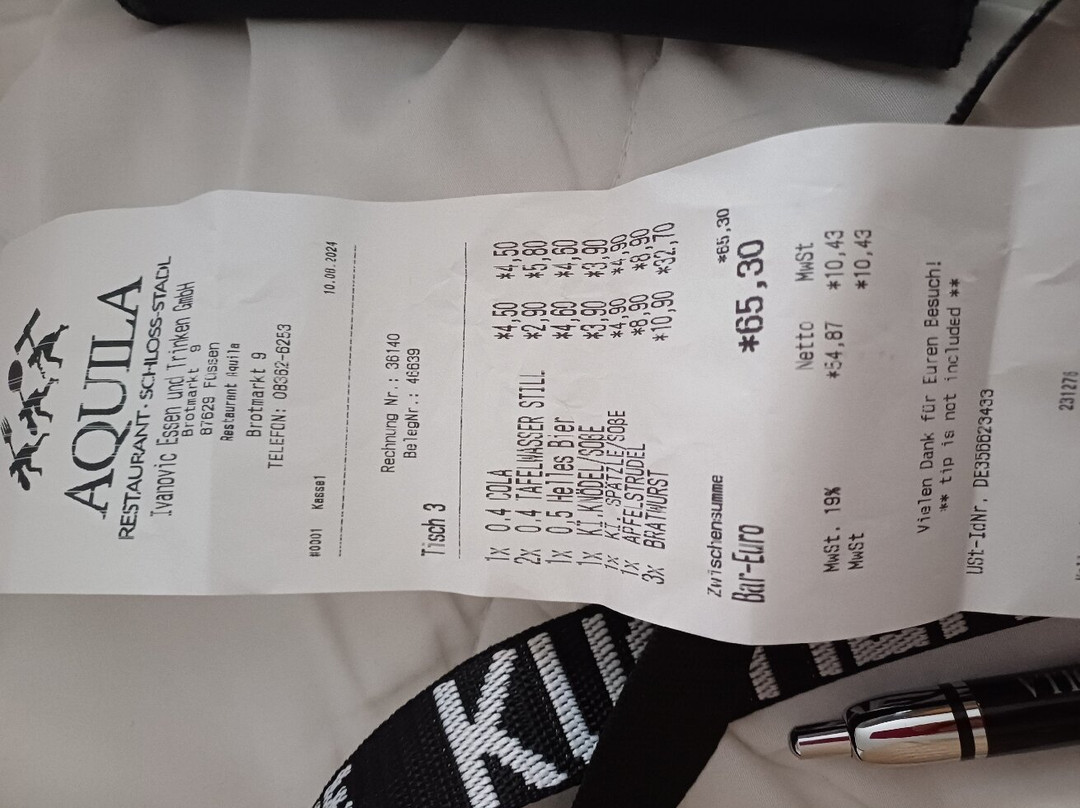 AQUILA
RESTAURANT · SCHLOSS-STADL
Ivanovic Essen und Trinken GmbH
Brotmarkt 9
87629 Füssen
Restaurant Aquila
Brotmarkt 9
TELEFON: 08362-6253
#0001 Kasse1 10.08.2024
Rechnung Nr.: 36140
BelegNr.: 46639
Tisch 3
1x 0,4 COLA *4,50 *4,50
2x 0,4 TAFELWASSER STILL *2,90 *5,80
1x 0,5 Helles Bier *4,60 *4,60
1x KI.KNÖDEL/SOßE *3,90 *3,90
1x KI. SPÄTZLE/SOßE *4,90 *4,90
1x APFELSTRUDEL *8,90 *8,90
3x BRATWURST *10,90 *32,70
Zwischensumme *65,30
Bar-Euro *65,30
Netto MwSt
MwSt. 19% *54,87 *10,43
MwSt *10,43
Vielen Dank für Euren Besuch!
** tip is not included **
USt-IdNr. DE356623433
231276
KL